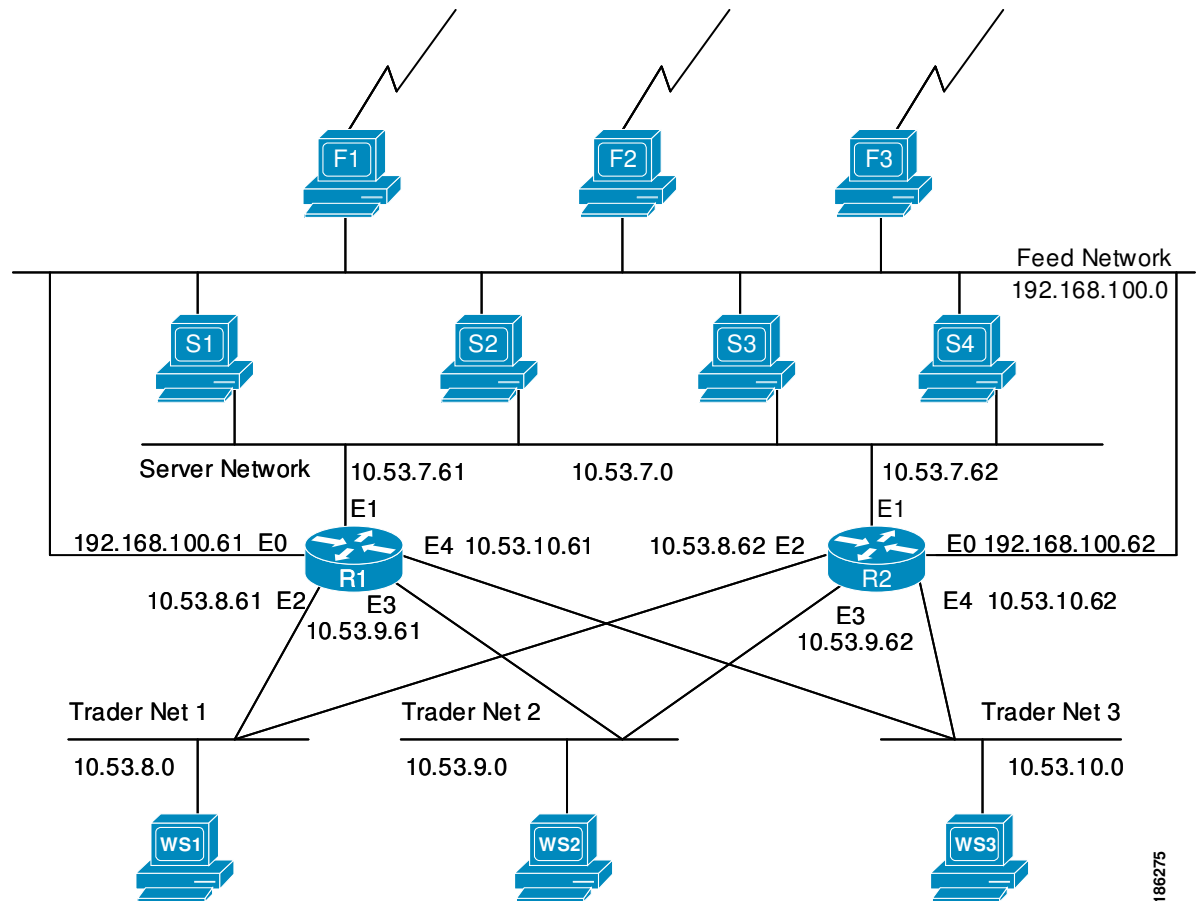 F1
F2
F3
Feed Network
192.168.100.0
S1
S2
S3
S4
Server Network
10.53.7.61
10.53.7.0
10.53.7.62
E1
E1
192.168.100.61 E0
E4 10.53.10.61
10.53.8.62 E2
E0 192.168.100.62
R1
R2
10.53.8.61 E2
E3
10.53.9.61
E3
10.53.9.62
E4 10.53.10.62
Trader Net 1
Trader Net 2
Trader Net 3
10.53.8.0
10.53.9.0
10.53.10.0
WS1
WS2
WS3
186275